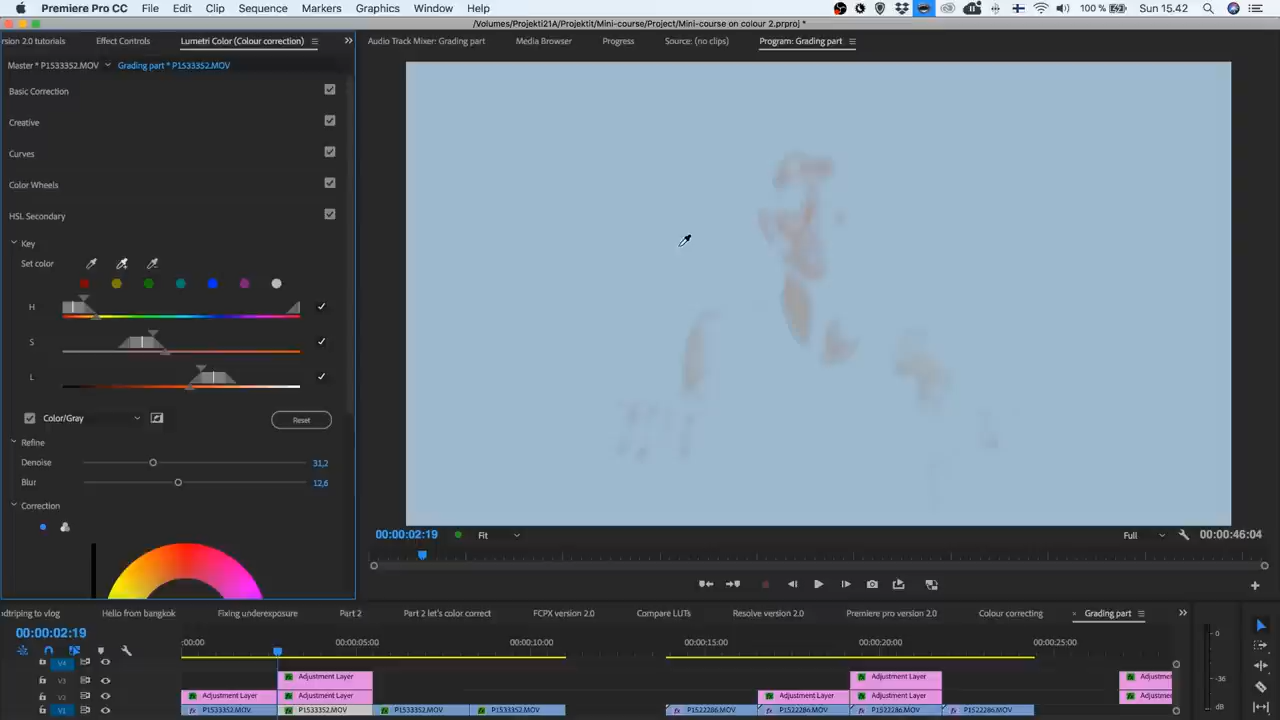 Premiere Pro CC File Edit Clip Sequence Markers Graphics Window Help 100 % Sun 15.42
/Volumes/Projekti21A/Projektit/Mini-course/Project/Mini-course on colour 2.prproj *
rsion 2.0 tutorials Effect Controls Lumetri Color (Colour correction) Audio Track Mixer: Grading part Media Browser Progress Source: (no clips) Program: Grading part
Master * P1533352.MOV Grading part * P1533352.MOV
Basic Correction
Creative
Curves
Color Wheels
HSL Secondary
Key
Set color
H
S
L
Color/Gray Reset
Refine
Denoise 31,2
Blur 12,6
Correction
00:00:02:19 Fit Full 00:00:46:04
dtriping to vlog Hello from bangkok Fixing underexposure Part 2 Part 2 let's color correct FCPX version 2.0 Compare LUTs Resolve version 2.0 Premiere pro version 2.0 Colour correcting Grading part
00:00:02:19 :00:00 00:00:05:00 00:00:10:00 00:00:15:00 00:00:20:00 00:00:25:00
0
V4
V3 Adjustment Layer Adjustment Layer Adjustment
V2 Adjustment Layer Adjustment Layer Adjustment Layer Adjustment Layer Adjustment
-36
V1 P1533352.MOV P1533352.MOV P1533352.MOV P1533352.MOV P1522286.MOV P1522286.MOV P1522286.MOV P1522286.MOV
dB